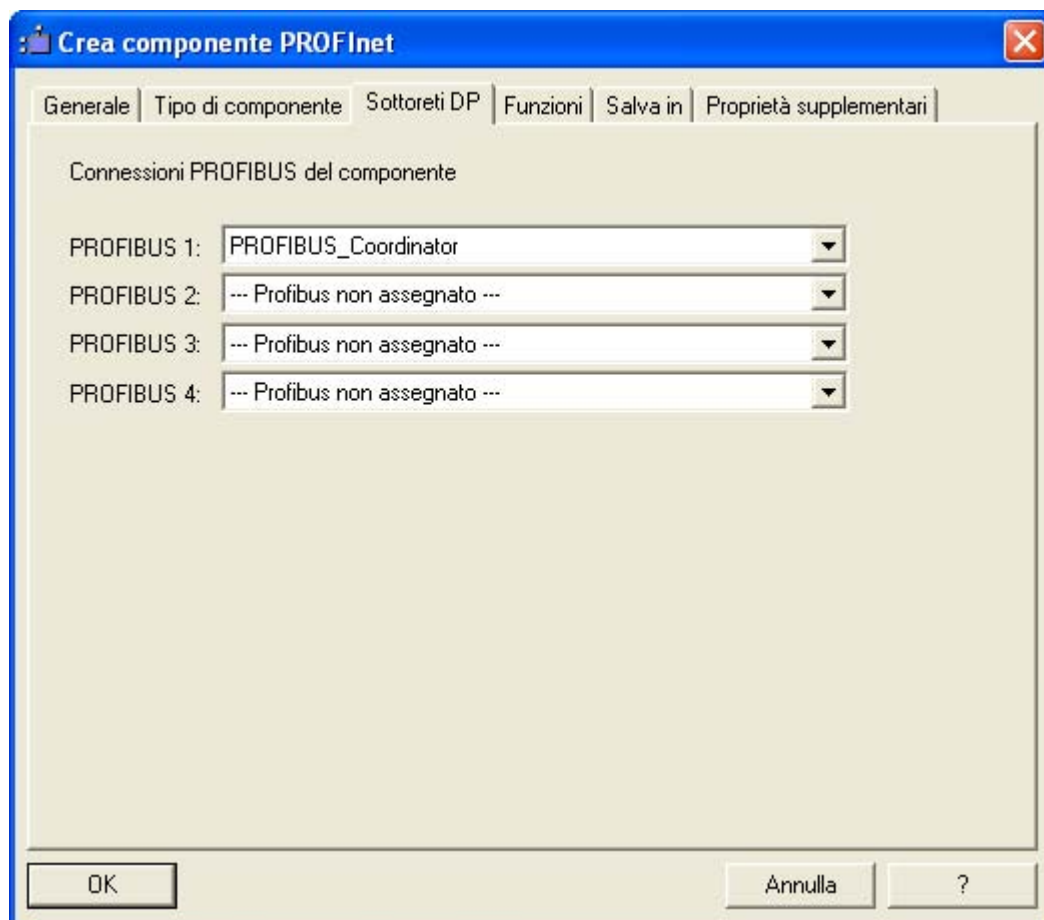 Crea componente PROFInet
Generale Tipo di componente Sottoreti DP Funzioni Salva in Proprietà supplementari
Connessioni PROFIBUS del componente
PROFIBUS 1: PROFIBUS_Coordinator
PROFIBUS 2: --- Profibus non assegnato ---
PROFIBUS 3: --- Profibus non assegnato ---
PROFIBUS 4: --- Profibus non assegnato ---
OK Annulla ?